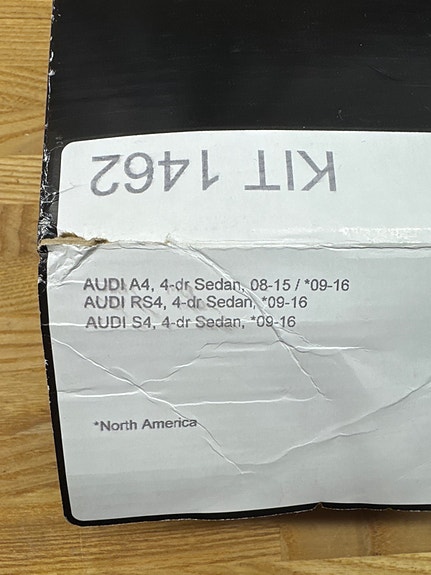 KIT 1462
AUDI A4, 4-dr Sedan, 08-15 / *09-16
AUDI RS4, 4-dr Sedan, *09-16
AUDI S4, 4-dr Sedan, *09-16
*North America